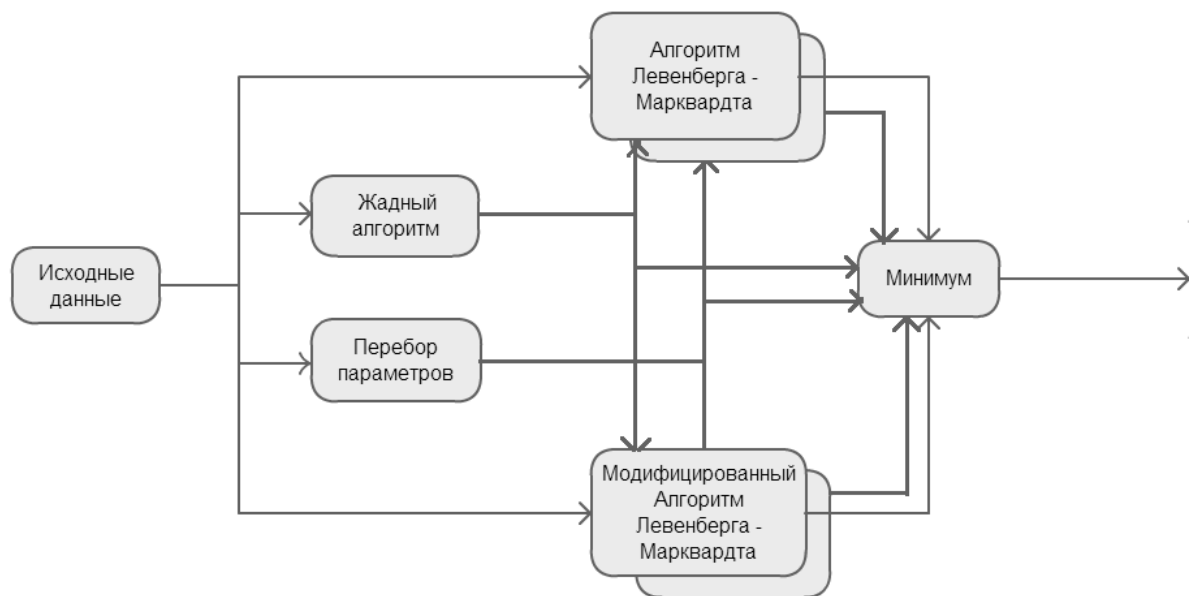 Алгоритм
Левенберга -
Марквардта
Жадный
алгоритм
Исходные
данные
Минимум
Перебор
параметров
Модифицированный
Алгоритм
Левенберга -
Марквардта